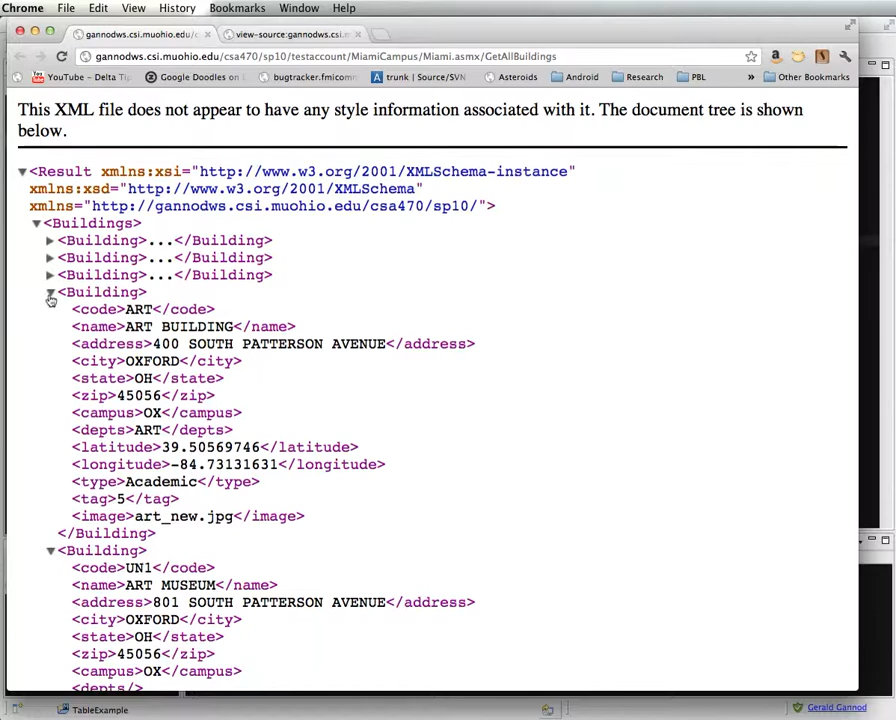 Chrome File Edit View History Bookmarks Window Help
gannodws.csi.muohio.edu/c view-source:gannodws.csi.m
gannodws.csi.muohio.edu/csa470/sp10/testaccount/MiamiCampus/Miami.asmx/GetAllBuildings
YouTube - Delta Ti Google Doodles on bugtracker.fmicomm trunk | Source/SVN Asteroids Android Research PBL » Other Bookmarks
This XML file does not appear to have any style information associated with it. The document tree is shown
below.
<Result xmlns:xsi="http://www.w3.org/2001/XMLSchema-instance"
xmlns:xsd="http://www.w3.org/2001/XMLSchema"
xmlns="http://gannodws.csi.muohio.edu/csa470/sp10/">
<Buildings>
<Building>...</Building>
<Building>...</Building>
<Building>...</Building>
<Building>
<code>ART</code>
<name>ART BUILDING</name>
<address>400 SOUTH PATTERSON AVENUE</address>
<city>OXFORD</city>
<state>OH</state>
<zip>45056</zip>
<campus>OX</campus>
<depts>ART</depts>
<latitude>39.50569746</latitude>
<longitude>-84.73131631</longitude>
<type>Academic</type>
<tag>5</tag>
<image>art_new.jpg</image>
</Building>
<Building>
<code>UN1</code>
<name>ART MUSEUM</name>
<address>801 SOUTH PATTERSON AVENUE</address>
<city>OXFORD</city>
<state>OH</state>
<zip>45056</zip>
<campus>OX</campus>
<depts/>
TableExample Gerald Gannod